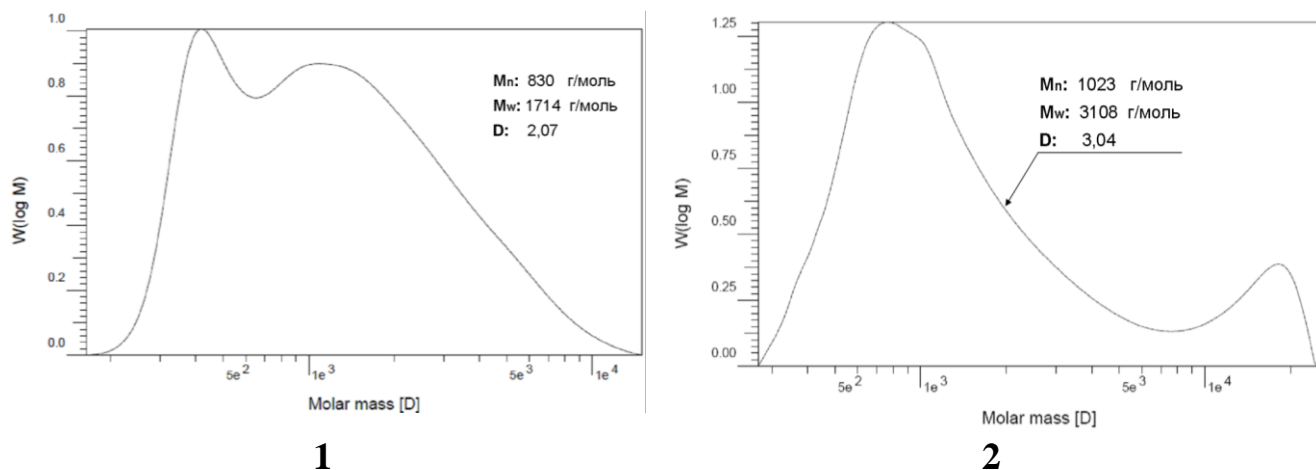 1.0
0.8
0.6
0.4
0.2
0.0
W(log M)
Mn: 830 г/моль
Mw: 1714 г/моль
D: 2,07
5e² 1e³ 5e³ 1e⁴
Molar mass [D]
1
1.25
1.00
0.75
0.50
0.25
0.00
W(log M)
Mn: 1023 г/моль
Mw: 3108 г/моль
D: 3,04
5e² 1e³ 5e³ 1e⁴
Molar mass [D]
2